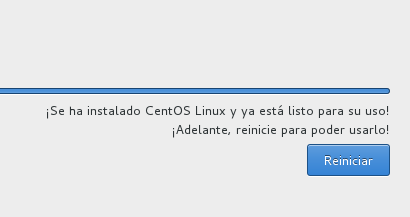 ¡Se ha instalado CentOS Linux y ya está listo para su uso!
¡Adelante, reinicie para poder usarlo!
Reiniciar